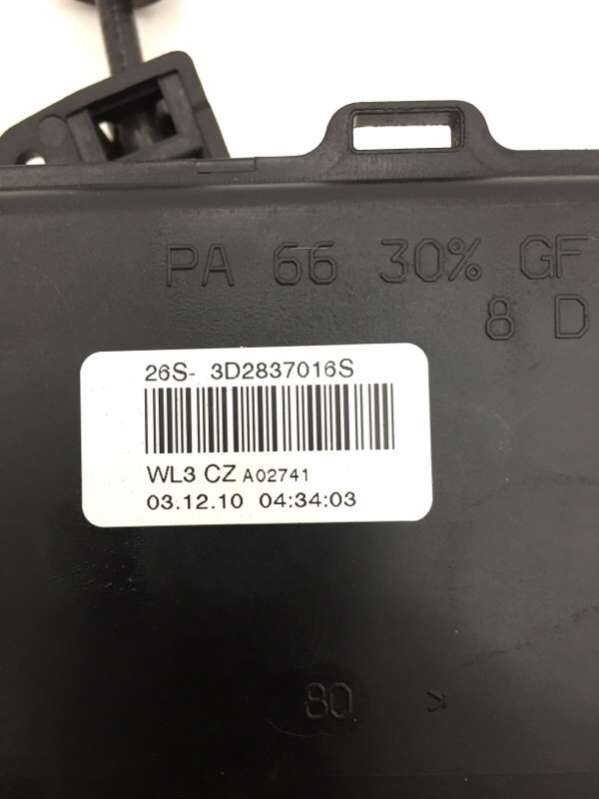 PA 66 30% GF
8 D
26S- 3D2837016S
WL3 CZ A02741
03.12.10 04:34:03
80 >